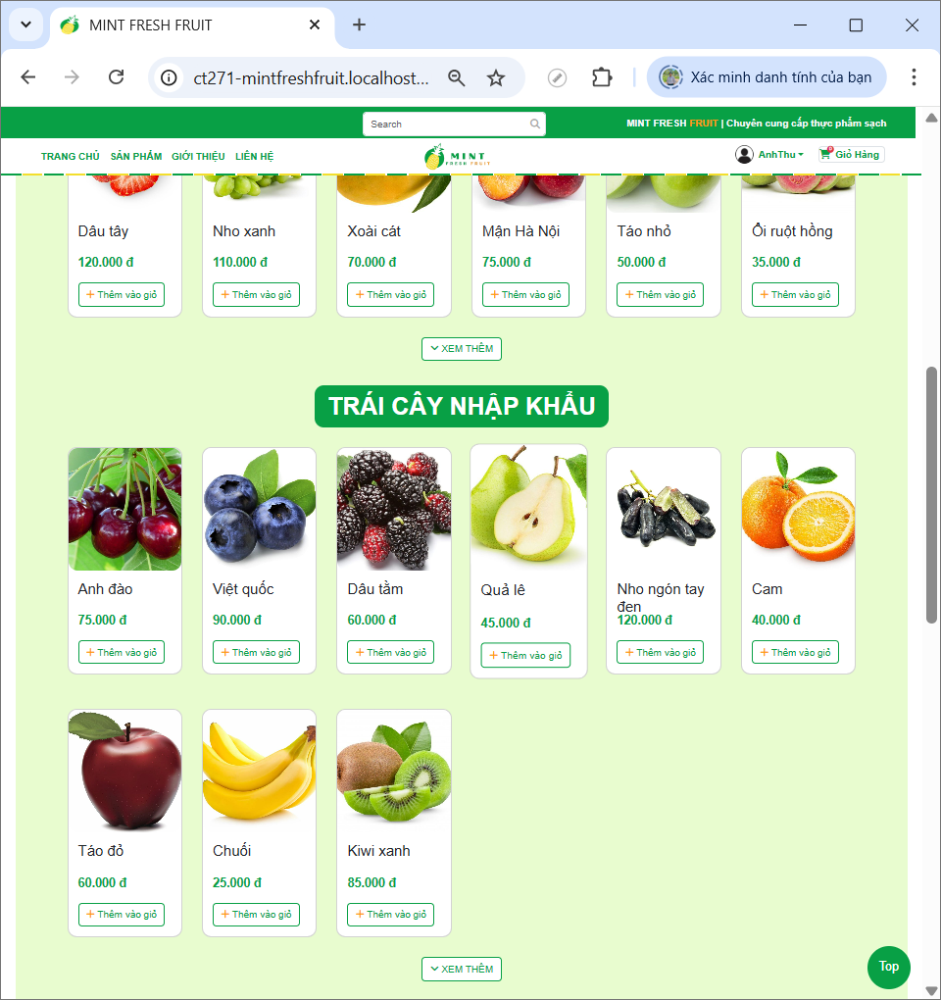 MINT FRESH FRUIT
ct271-mintfreshfruit.localhost...
Xác minh danh tính của bạn
Search
MINT FRESH FRUIT | Chuyên cung cấp thực phẩm sạch
TRANG CHỦ SẢN PHẨM GIỚI THIỆU LIÊN HỆ
MINT
FRESH FRUIT
AnhThu
0
Giỏ Hàng
Dâu tây Nho xanh Xoài cát Mận Hà Nội Táo nhỏ Ổi ruột hồng
120.000 đ 110.000 đ 70.000 đ 75.000 đ 50.000 đ 35.000 đ
+ Thêm vào giỏ + Thêm vào giỏ + Thêm vào giỏ + Thêm vào giỏ + Thêm vào giỏ + Thêm vào giỏ
XEM THÊM
TRÁI CÂY NHẬP KHẨU
Anh đào Việt quốc Dâu tằm Quả lê Nho ngón tay đen Cam
75.000 đ 90.000 đ 60.000 đ 45.000 đ 120.000 đ 40.000 đ
+ Thêm vào giỏ + Thêm vào giỏ + Thêm vào giỏ + Thêm vào giỏ + Thêm vào giỏ + Thêm vào giỏ
Táo đỏ Chuối Kiwi xanh
60.000 đ 25.000 đ 85.000 đ
+ Thêm vào giỏ + Thêm vào giỏ + Thêm vào giỏ
XEM THÊM
Top